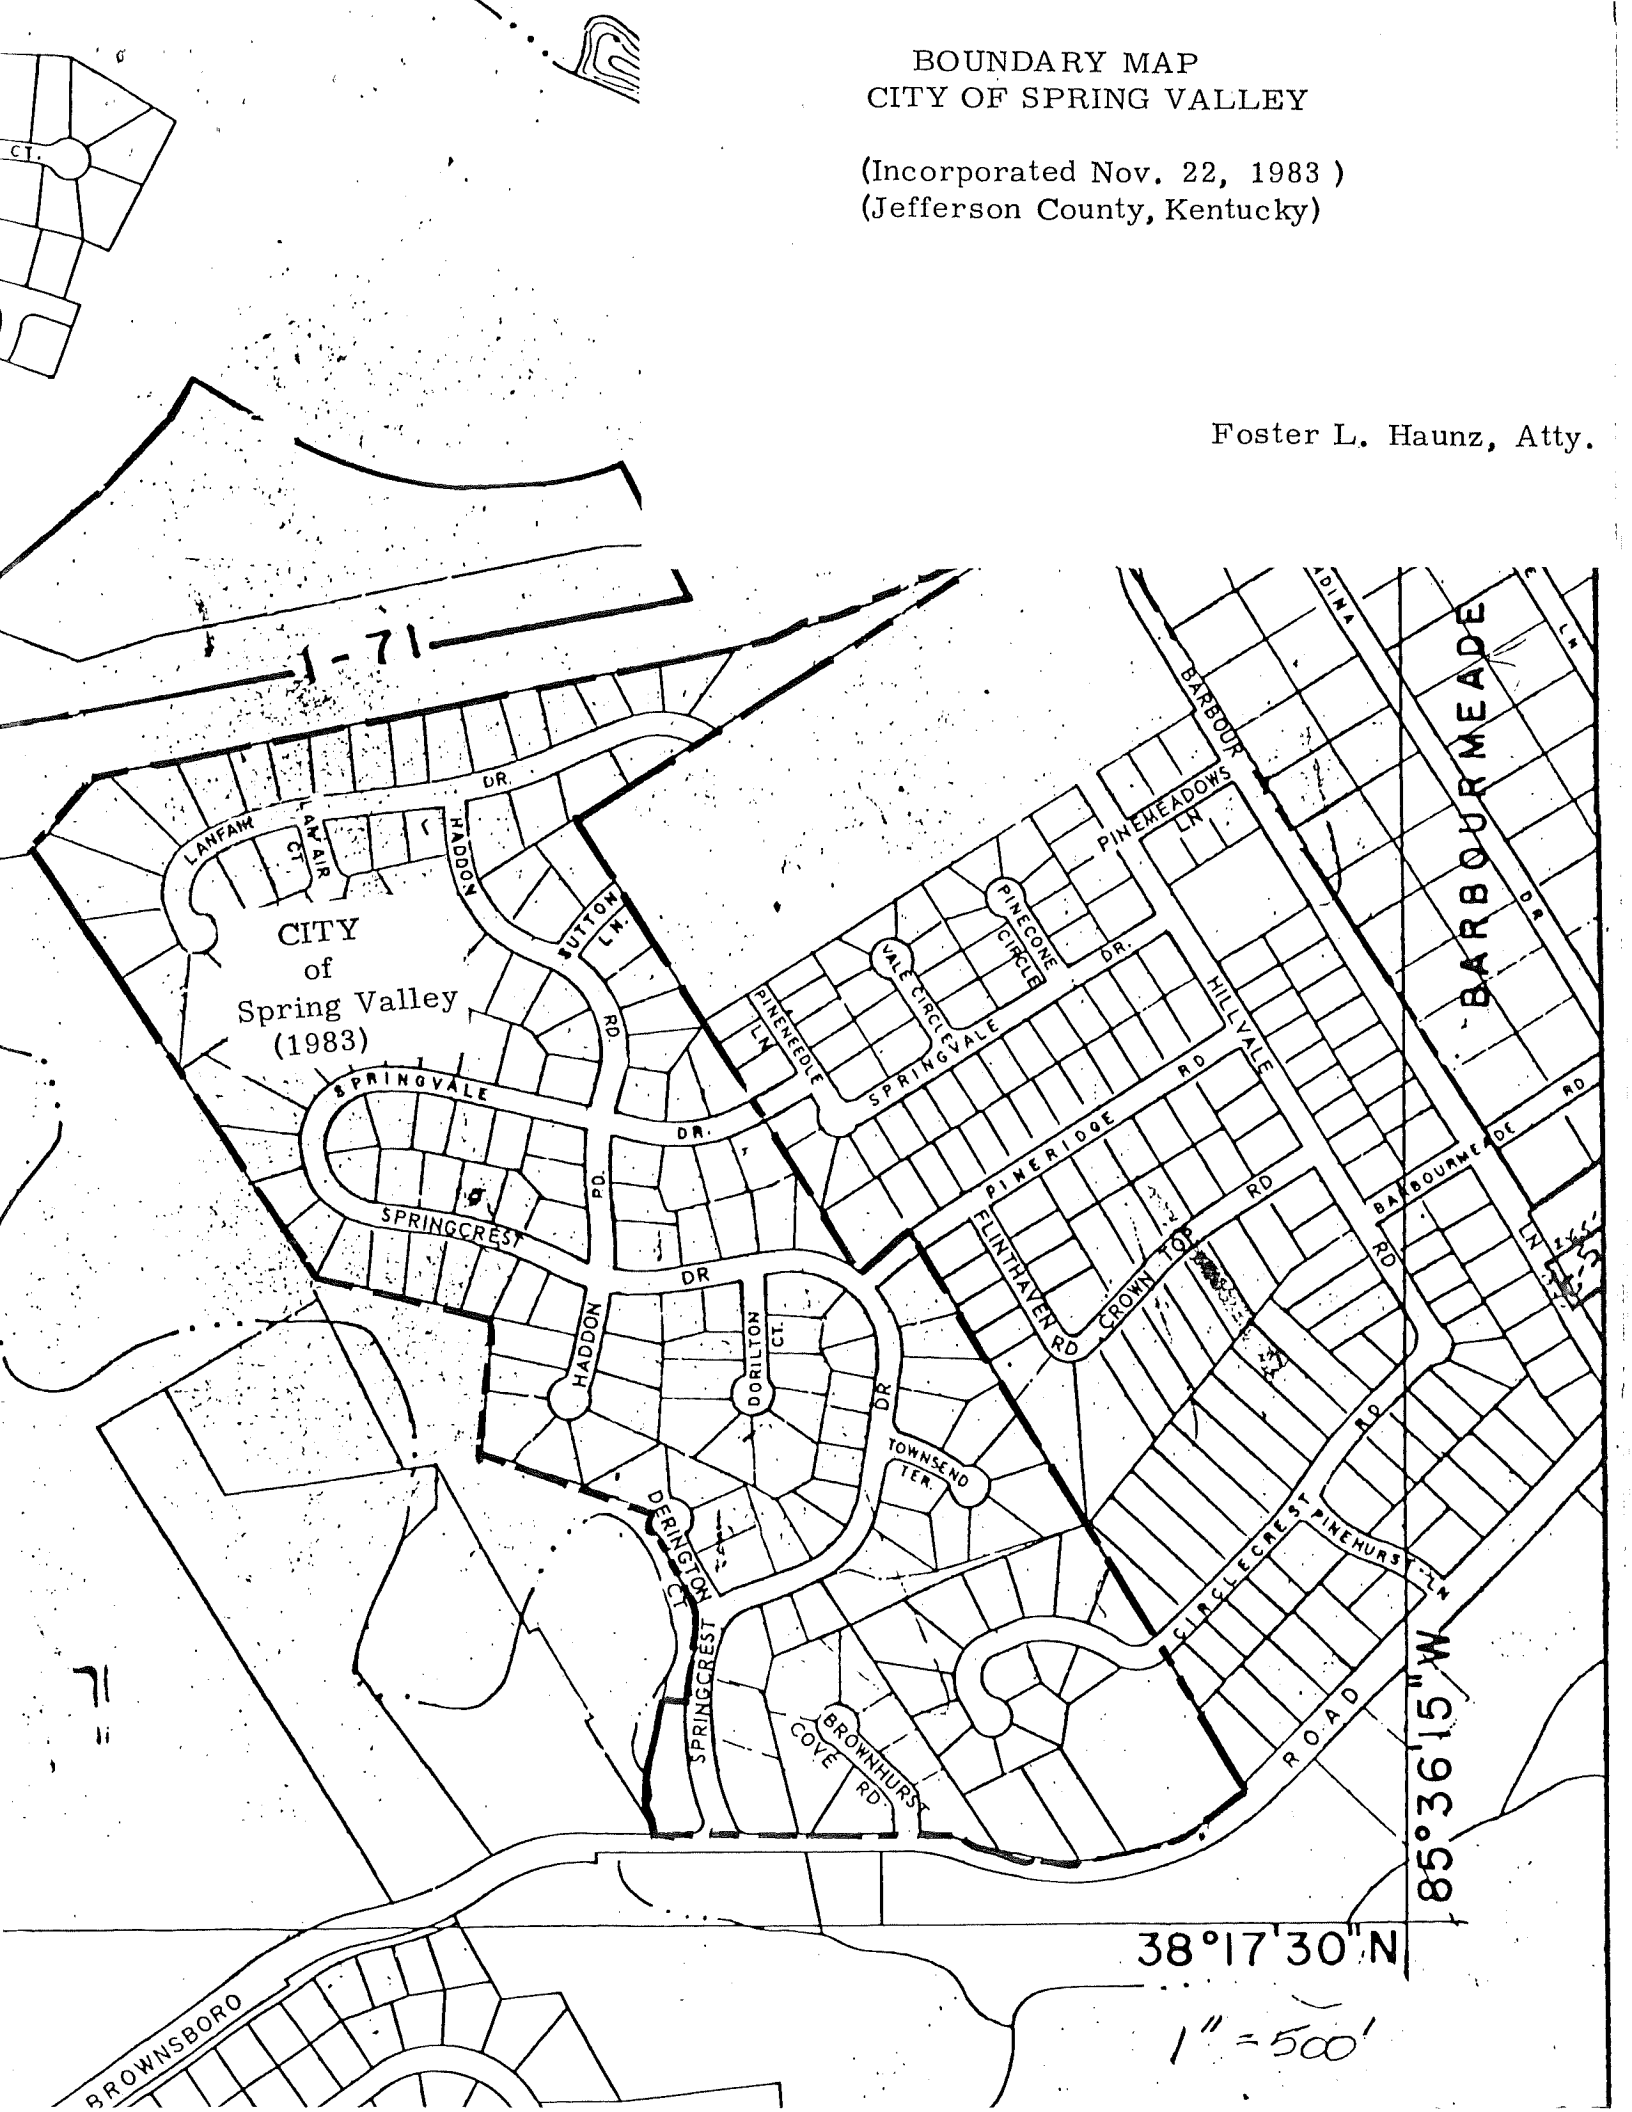 BOUNDARY MAP
CITY OF SPRING VALLEY
(Incorporated Nov. 22, 1983 )
(Jefferson County, Kentucky)
CT.
Foster L. Haunz, Atty.
I-71
BARBOURMEADE
LN
BARBOUR
DR.
LANFAIR
LANFAIR
CT
HADDON
PINEMEADOWS
LN
DR
SUTTON
LN.
PINECONE
CIRCLE
CITY
of
Spring Valley
(1983)
VALE CIRCLE
DR.
PINENEEDLE
LN
HILLVALE
RD.
SPRINGVALE
SPRINGVALE
RD
RD
DR.
PINERIDGE
BARBOURMEADE
RD.
RD
SPRINGCREST
FLINTHAVEN
RD
CROWN TOP
RD
LN
DR
HADDON
DORILTON
CT.
DR
RD
TOWNSEND
TER.
DERINGTON
CT
PINEHURST LN
CIRCLECREST
SPRINGCREST
BROWNHURST
COVE
RD
ROAD
71
85°36'15"W
38°17'30"N
BROWNSBORO
1" = 500'